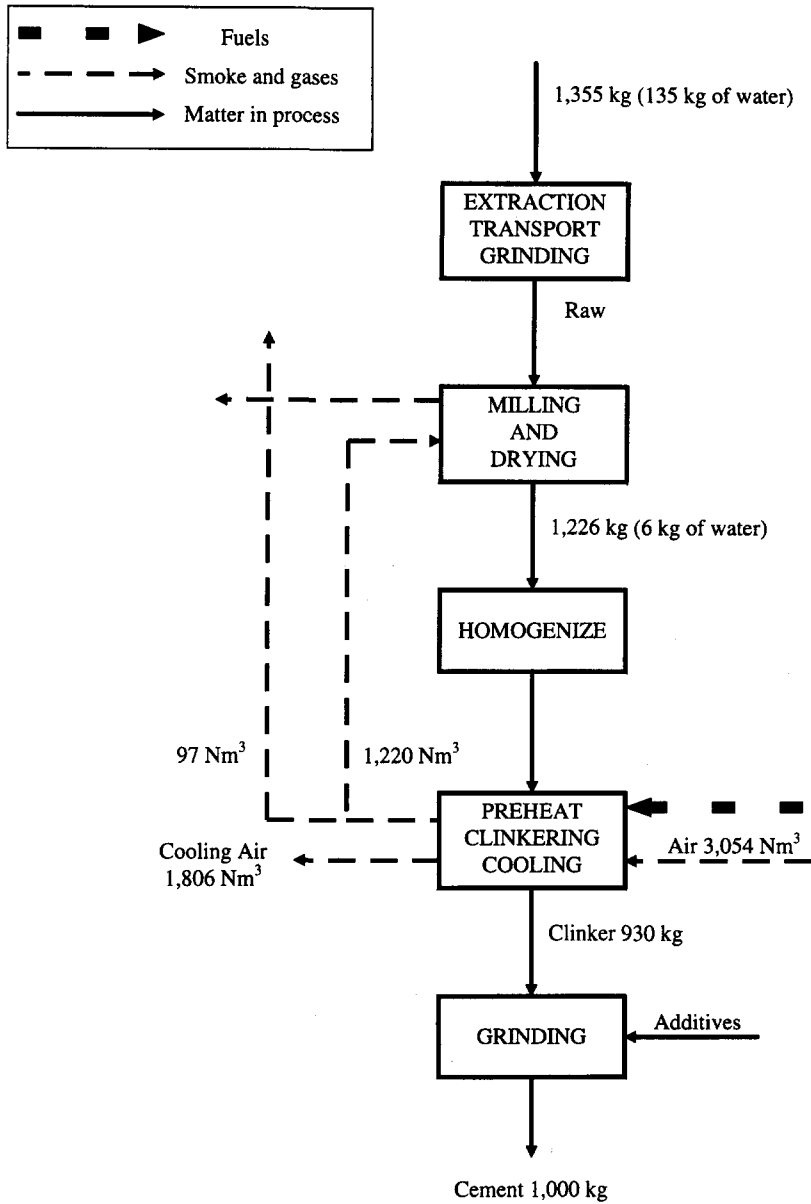 Fuels
Smoke and gases
Matter in process
1,355 kg (135 kg of water)
EXTRACTION
TRANSPORT
GRINDING
Raw
MILLING
AND
DRYING
1,226 kg (6 kg of water)
HOMOGENIZE
97 Nm³
1,220 Nm³
PREHEAT
CLINKERING
COOLING
Air 3,054 Nm³
Cooling Air
1,806 Nm³
Clinker 930 kg
GRINDING
Additives
Cement 1,000 kg